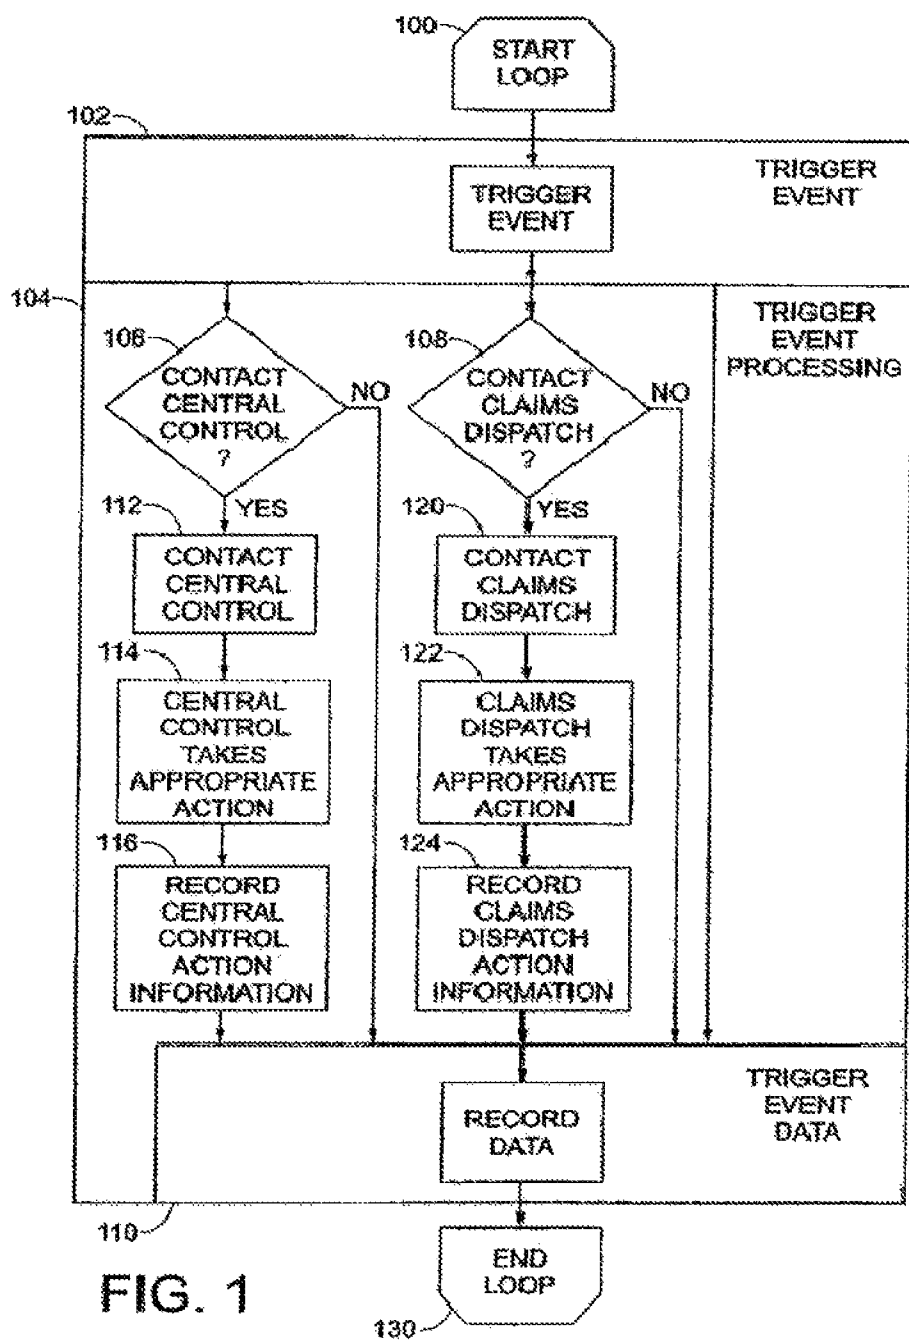 100
START
LOOP
102
TRIGGER
EVENT
TRIGGER
EVENT
104
TRIGGER
EVENT
PROCESSING
106
CONTACT
CENTRAL
CONTROL
?
NO
YES
108
CONTACT
CLAIMS
DISPATCH
?
NO
YES
112
CONTACT
CENTRAL
CONTROL
120
CONTACT
CLAIMS
DISPATCH
114
CENTRAL
CONTROL
TAKES
APPROPRIATE
ACTION
122
CLAIMS
DISPATCH
TAKES
APPROPRIATE
ACTION
116
RECORD
CENTRAL
CONTROL
ACTION
INFORMATION
124
RECORD
CLAIMS
DISPATCH
ACTION
INFORMATION
RECORD
DATA
TRIGGER
EVENT
DATA
110
END
LOOP
130
FIG. 1